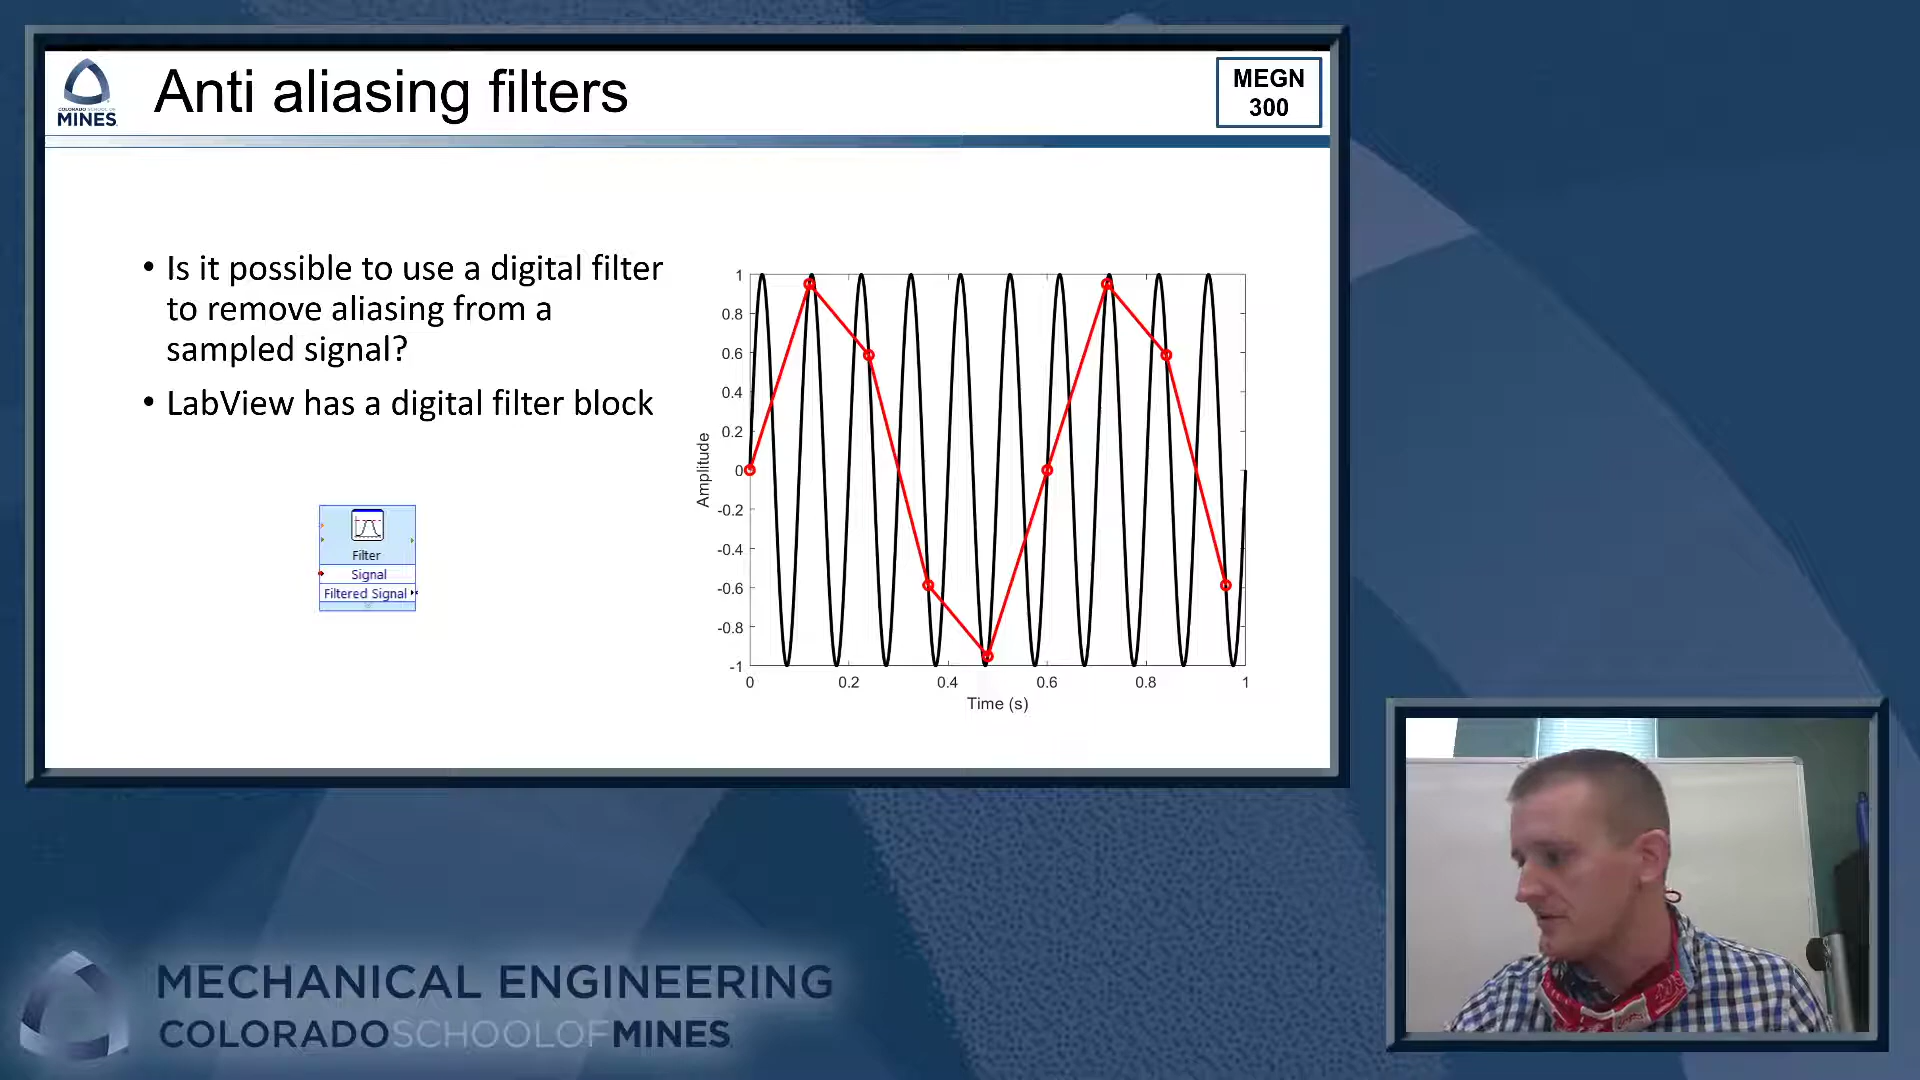 COLORADO SCHOOL OF
MINES
Anti aliasing filters
MEGN
300
• Is it possible to use a digital filter
to remove aliasing from a
sampled signal?
• LabView has a digital filter block
Filter
Signal
Filtered Signal
Amplitude
1
0.8
0.6
0.4
0.2
0
-0.2
-0.4
-0.6
-0.8
-1
0 0.2 0.4 0.6 0.8 1
Time (s)
MECHANICAL ENGINEERING
COLORADOSCHOOLOFMINES